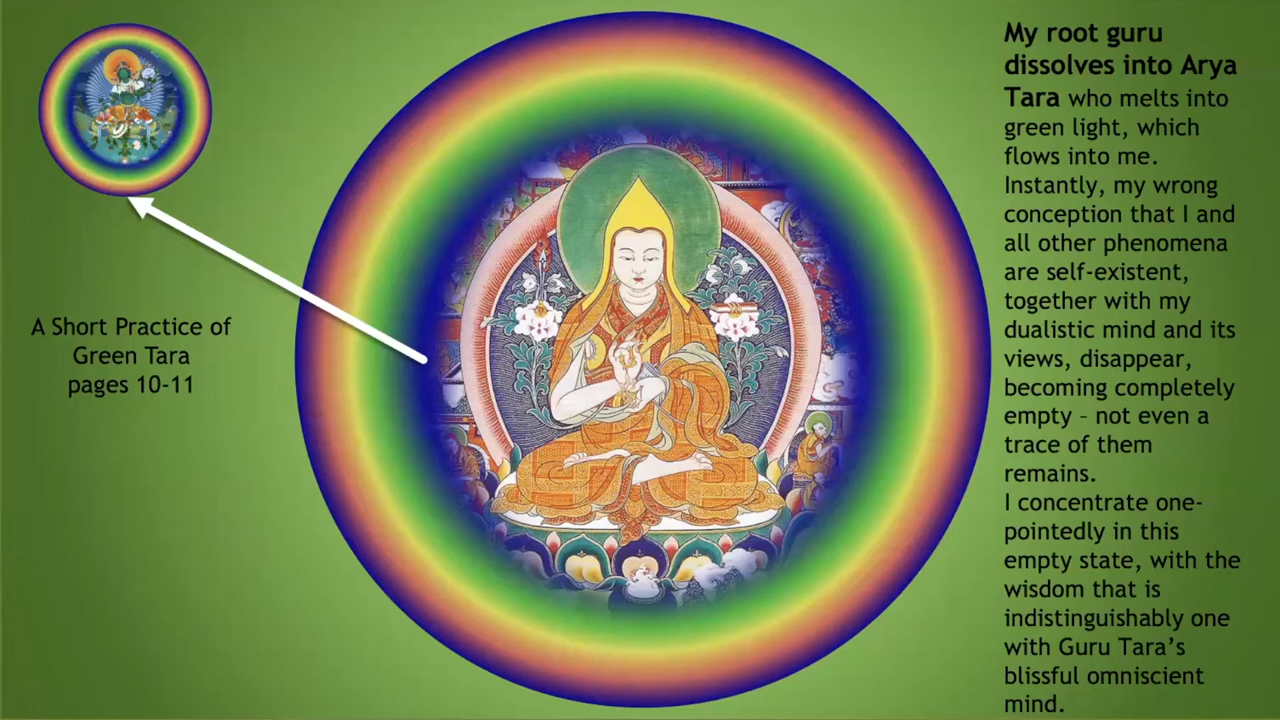 A Short Practice of
Green Tara
pages 10-11
My root guru
dissolves into Arya
Tara who melts into
green light, which
flows into me.
Instantly, my wrong
conception that I and
all other phenomena
are self-existent,
together with my
dualistic mind and its
views, disappear,
becoming completely
empty – not even a
trace of them
remains.
I concentrate one-
pointedly in this
empty state, with the
wisdom that is
indistinguishably one
with Guru Tara’s
blissful omniscient
mind.